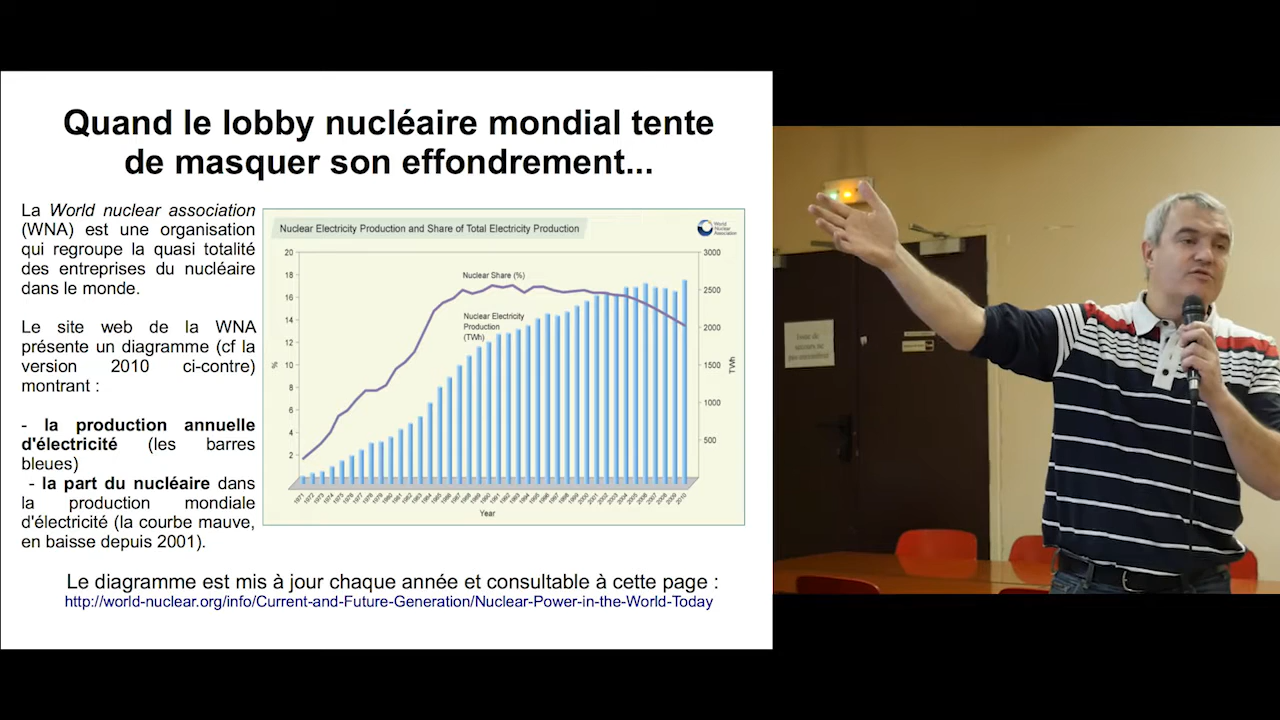 Quand le lobby nucléaire mondial tente
de masquer son effondrement...
La World nuclear association
(WNA) est une organisation
qui regroupe la quasi totalité
des entreprises du nucléaire
dans le monde.
Le site web de la WNA
présente un diagramme (cf la
version 2010 ci-contre)
montrant :
- la production annuelle
d'électricité (les barres
bleues)
- la part du nucléaire dans
la production mondiale
d'électricité (la courbe mauve,
en baisse depuis 2001).
Nuclear Electricity Production and Share of Total Electricity Production
World
Nuclear
Association
20
18
16
14
12
10
8
6
4
2
%
Nuclear Share (%)
Nuclear Electricity
Production
(TWh)
3000
2500
2000
1500
1000
500
TWh
Year
Le diagramme est mis à jour chaque année et consultable à cette page :
http://world-nuclear.org/info/Current-and-Future-Generation/Nuclear-Power-in-the-World-Today